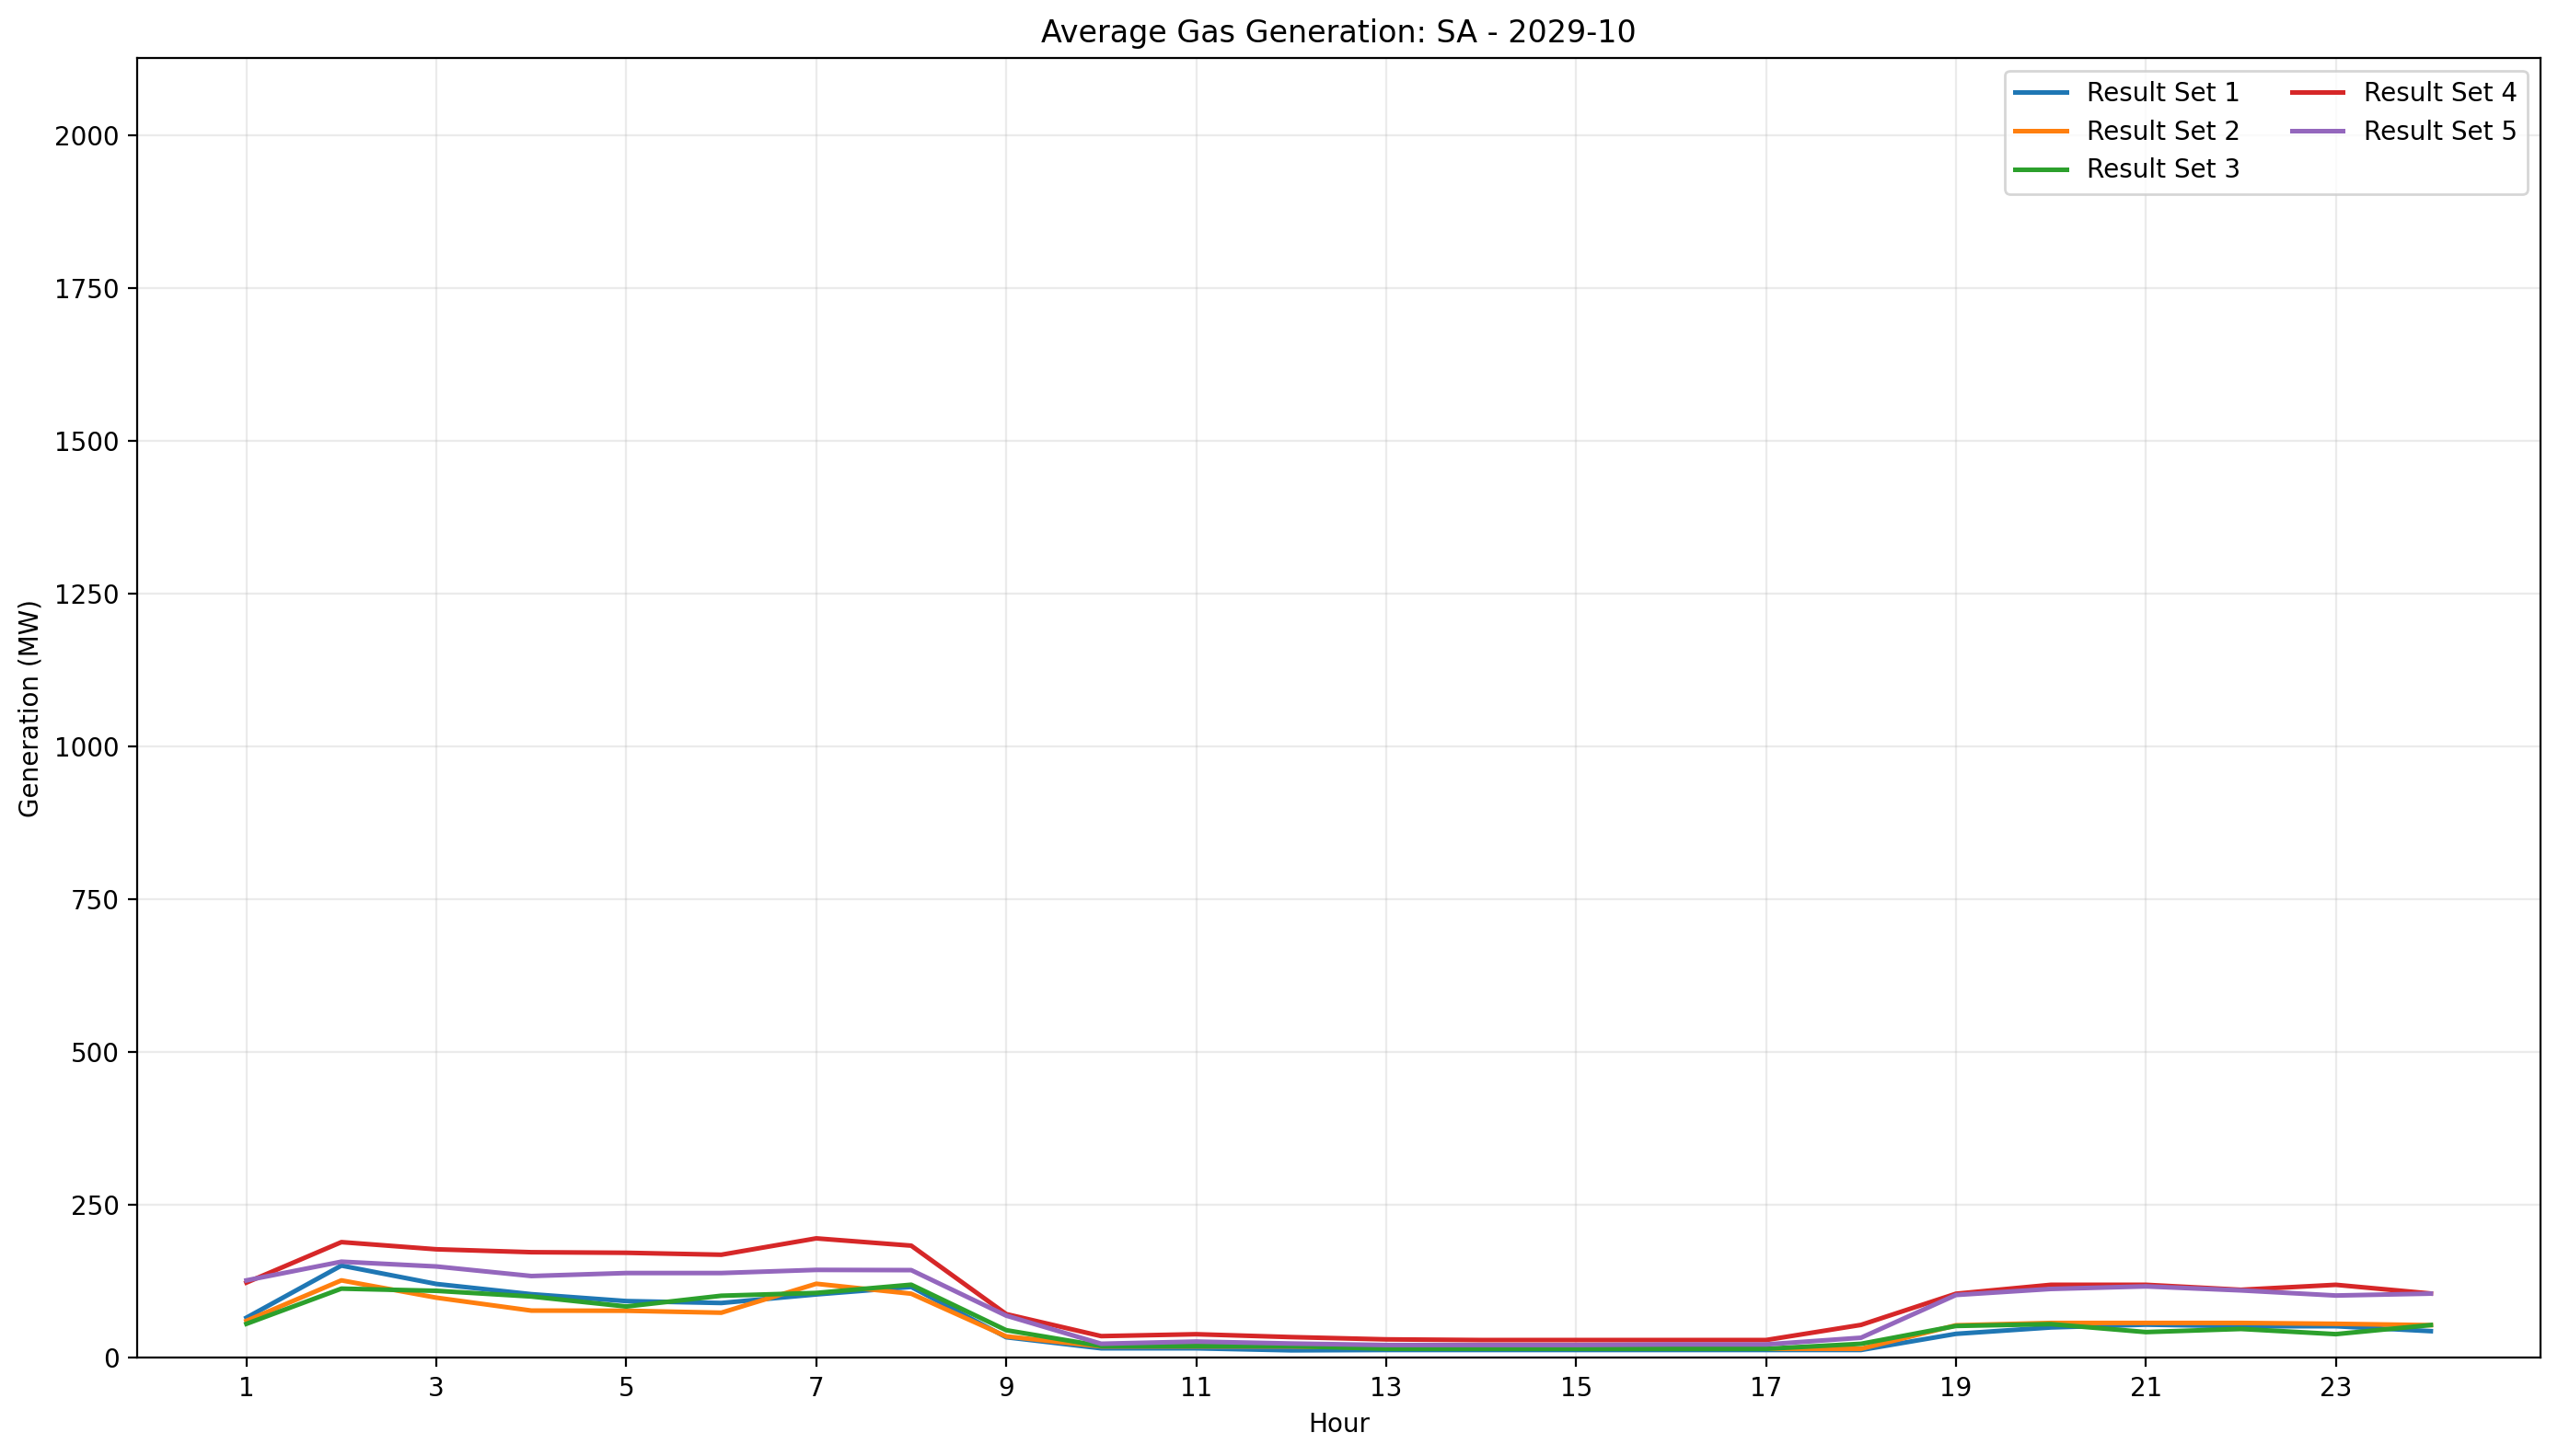 Average Gas Generation: SA - 2029-10
Result Set 1
Result Set 2
Result Set 3
Result Set 4
Result Set 5
Generation (MW)
2000
1750
1500
1250
1000
750
500
250
0
1 3 5 7 9 11 13 15 17 19 21 23
Hour